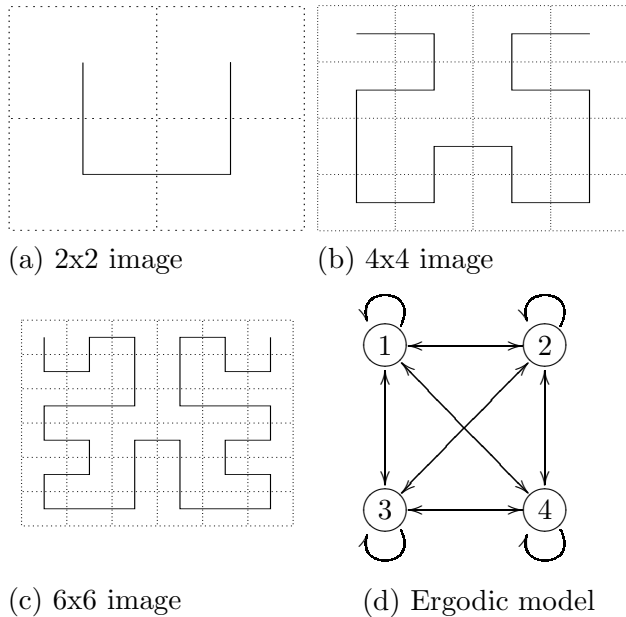 (a) 2x2 image
(b) 4x4 image
1 2
3 4
(c) 6x6 image
(d) Ergodic model